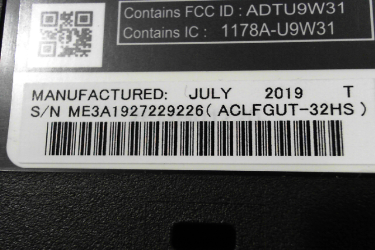 Contains FCC ID : ADTU9W31
Contains IC : 1178A-U9W31
MANUFACTURED: JULY 2019 T
S/N ME3A1927229226( ACLFGUT-32HS )